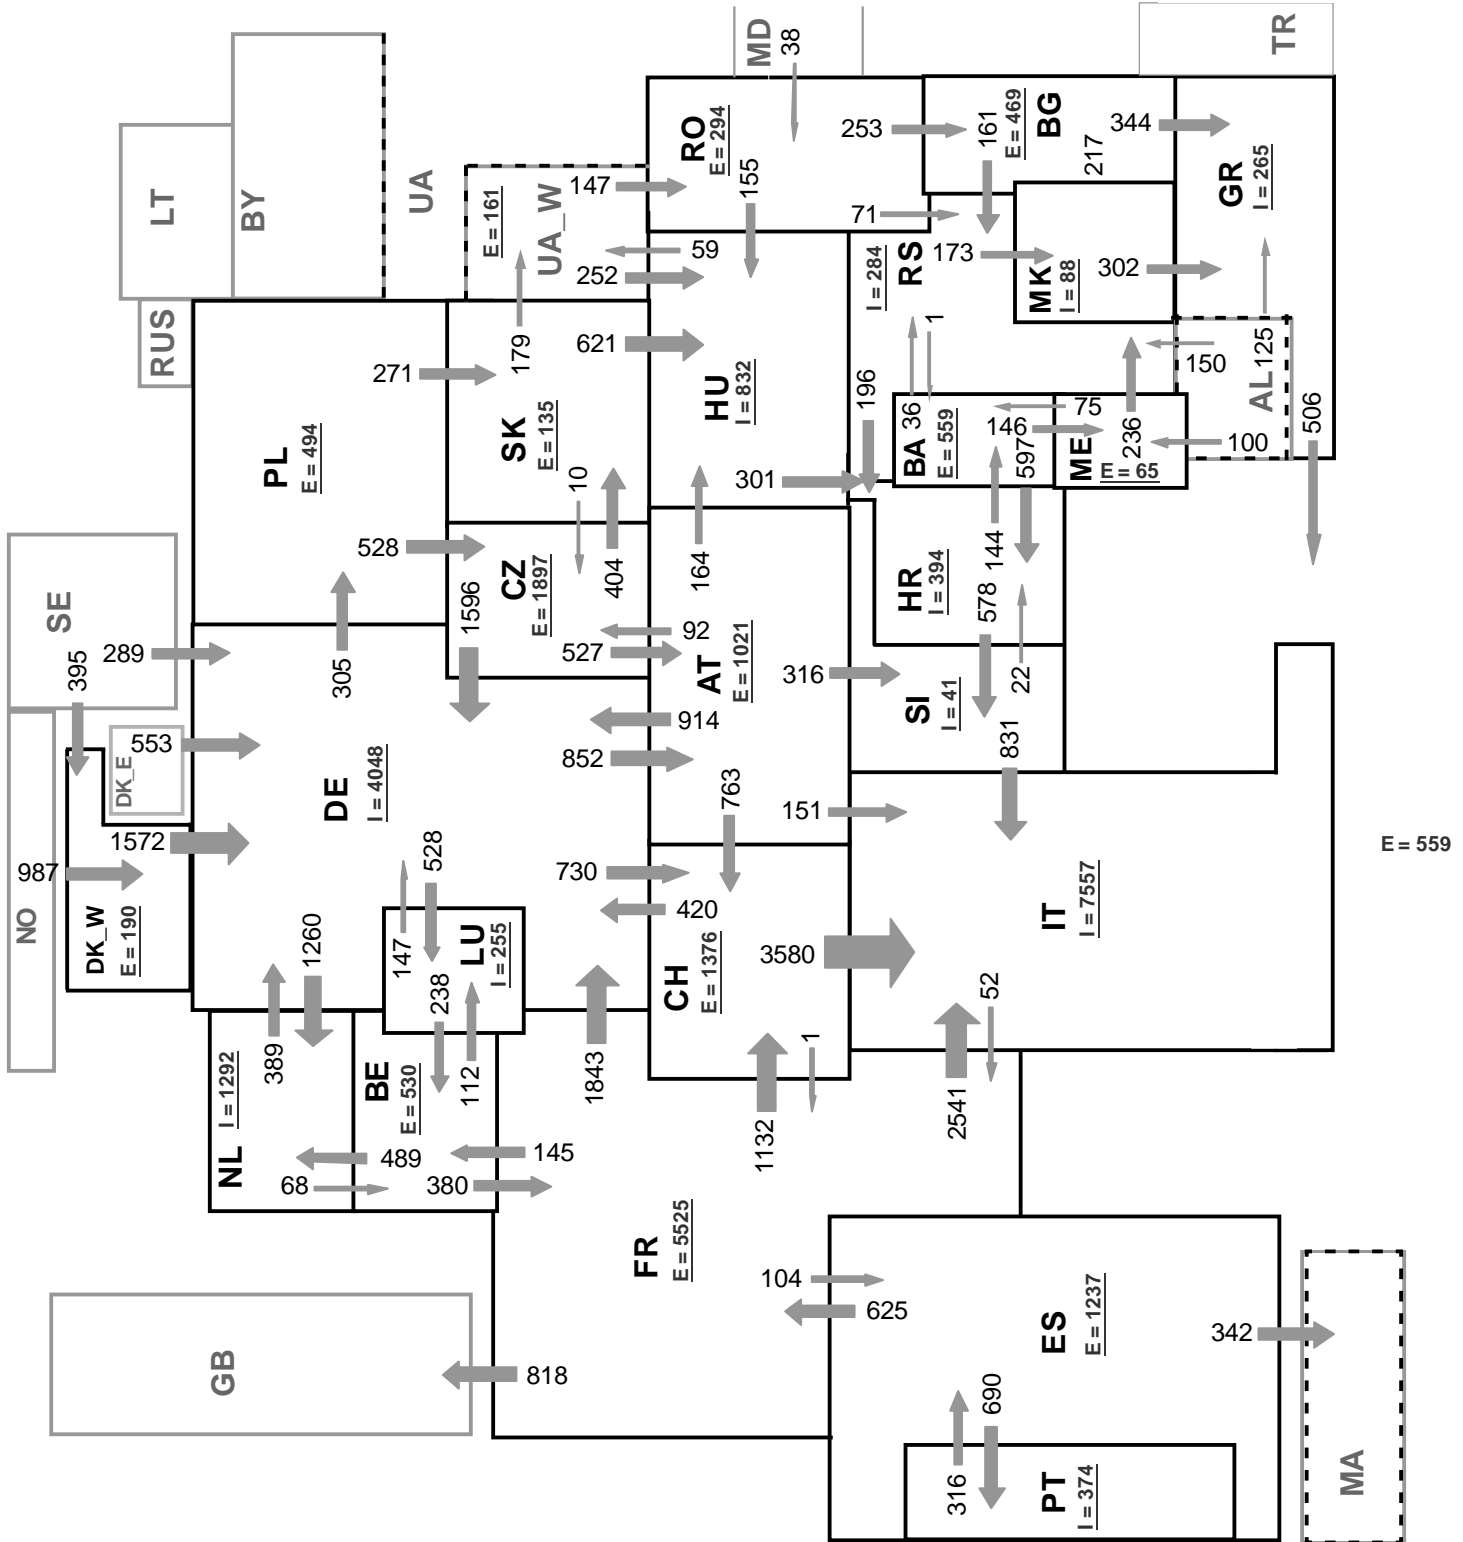 TR
MD
38
RO
E = 294
253
161
E = 469
BG
344
217
LT
BY
UA
E = 161
UA_W
147
155
71
GR
I = 265
59
252
I = 284
RS
173
302
MK
I = 88
RUS
179
621
1
125
150
AL
271
HU
I = 832
196
36
75
506
PL
E = 494
SK
E = 135
BA
E = 559
146
597
ME
236
E = 65
100
10
301
528
CZ
E = 1897
404
164
144
HR
I = 394
578
1596
SE
395
289
305
92
527
AT
E = 1021
316
SI
I = 41
22
914
831
553
DK_E
DE
I = 4048
852
763
151
1572
528
E = 559
987
730
420
NO
DK_W
E = 190
1260
147
LU
I = 255
238
CH
E = 1376
3580
IT
I = 7557
52
389
112
1843
1
2541
1132
I = 1292
NL
BE
E = 530
489
145
68
380
FR
E = 5525
104
625
ES
E = 1237
342
GB
818
690
316
PT
I = 374
MA